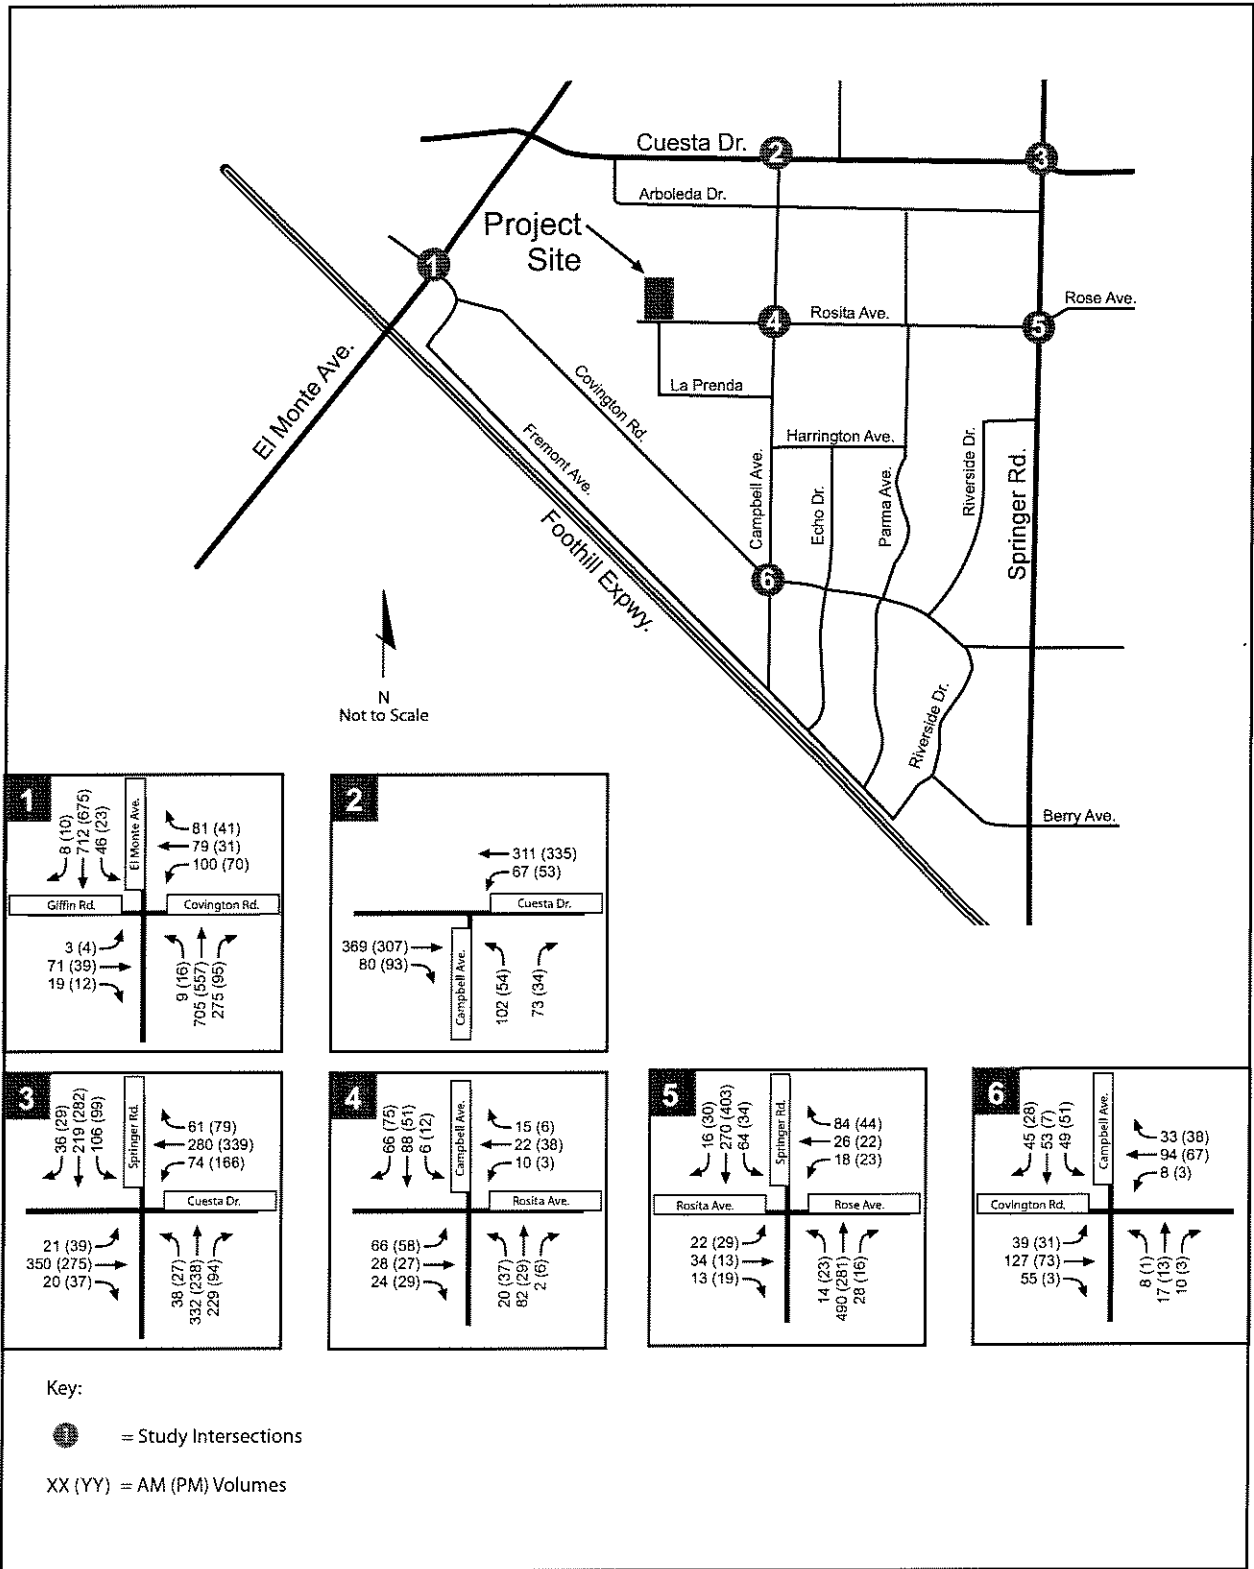 Cuesta Dr.
2
3
Arboleda Dr.
Project
Site
1
Rose Ave.
4
Rosita Ave.
5
La Prenda
El Monte Ave.
Covington Rd.
Fremont Ave.
Foothill Expwy.
Harrington Ave.
Campbell Ave.
Echo Dr.
Parma Ave.
Riverside Dr.
Springer Rd.
6
Riverside Dr.
Berry Ave.
N
Not to Scale
1
8 (10)
712 (675)
46 (23)
El Monte Ave.
81 (41)
79 (31)
100 (70)
Giffin Rd.
Covington Rd.
3 (4)
71 (39)
19 (12)
9 (16)
705 (557)
275 (95)
2
311 (335)
67 (53)
Cuesta Dr.
369 (307)
80 (93)
Campbell Ave.
102 (54)
73 (34)
3
36 (29)
219 (282)
106 (99)
Springer Rd.
61 (79)
280 (339)
74 (166)
Cuesta Dr.
21 (39)
350 (275)
20 (37)
38 (27)
332 (238)
229 (94)
4
66 (75)
88 (51)
6 (12)
Campbell Ave.
15 (6)
22 (38)
10 (3)
Rosita Ave.
66 (58)
28 (27)
24 (29)
20 (37)
82 (29)
2 (6)
5
16 (30)
270 (403)
64 (34)
Springer Rd.
84 (44)
26 (22)
18 (23)
Rosita Ave.
Rose Ave.
22 (29)
34 (13)
13 (19)
14 (23)
490 (281)
28 (16)
6
45 (28)
53 (7)
49 (51)
Campbell Ave.
33 (38)
94 (67)
8 (3)
Covington Rd.
39 (31)
127 (73)
55 (3)
8 (1)
17 (13)
10 (3)
Key:
1 = Study Intersections
XX (YY) = AM (PM) Volumes